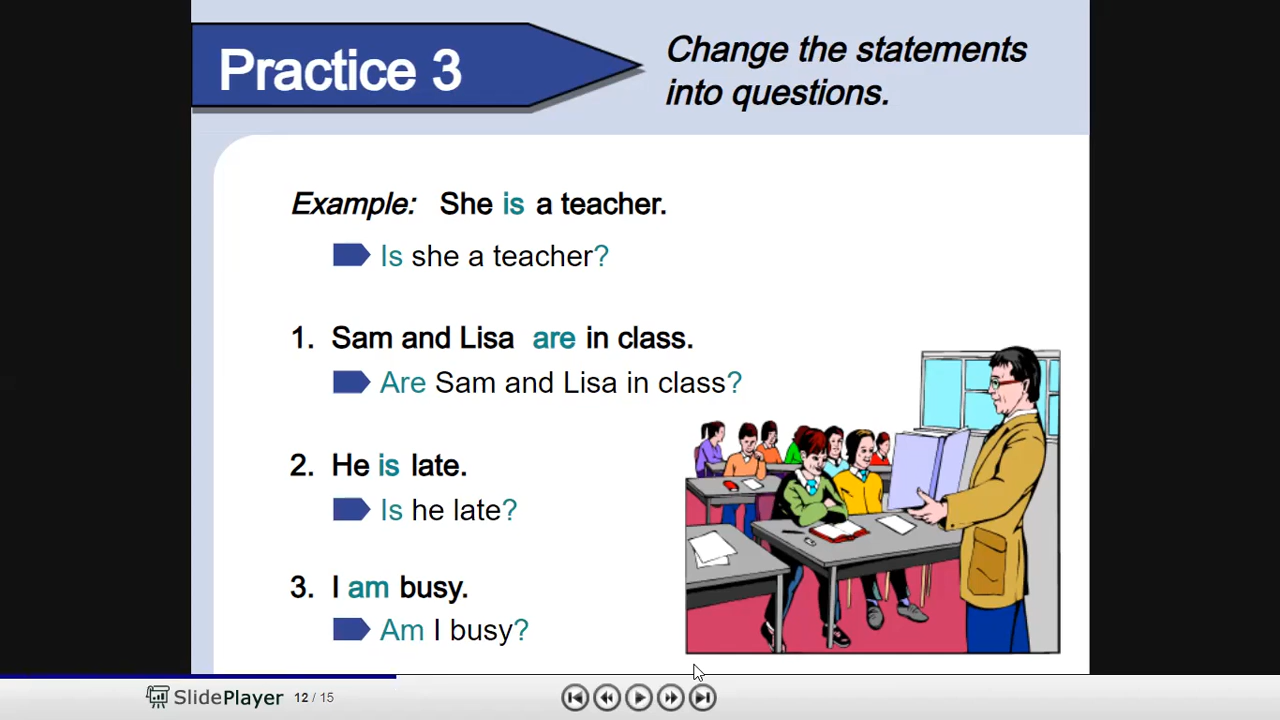 Practice 3
Change the statements
into questions.
Example: She is a teacher.
Is she a teacher?
1. Sam and Lisa are in class.
Are Sam and Lisa in class?
2. He is late.
Is he late?
3. I am busy.
Am I busy?
SlidePlayer
12 / 15